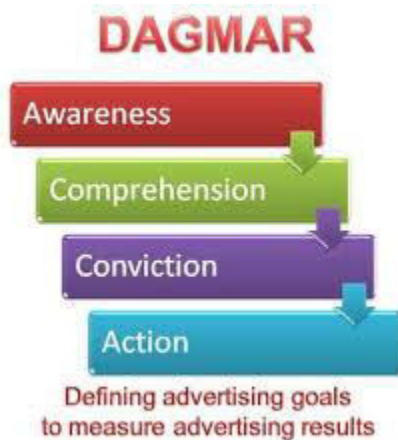 DAGMAR
Awareness
Comprehension
Conviction
Action
Defining advertising goals
to measure advertising results